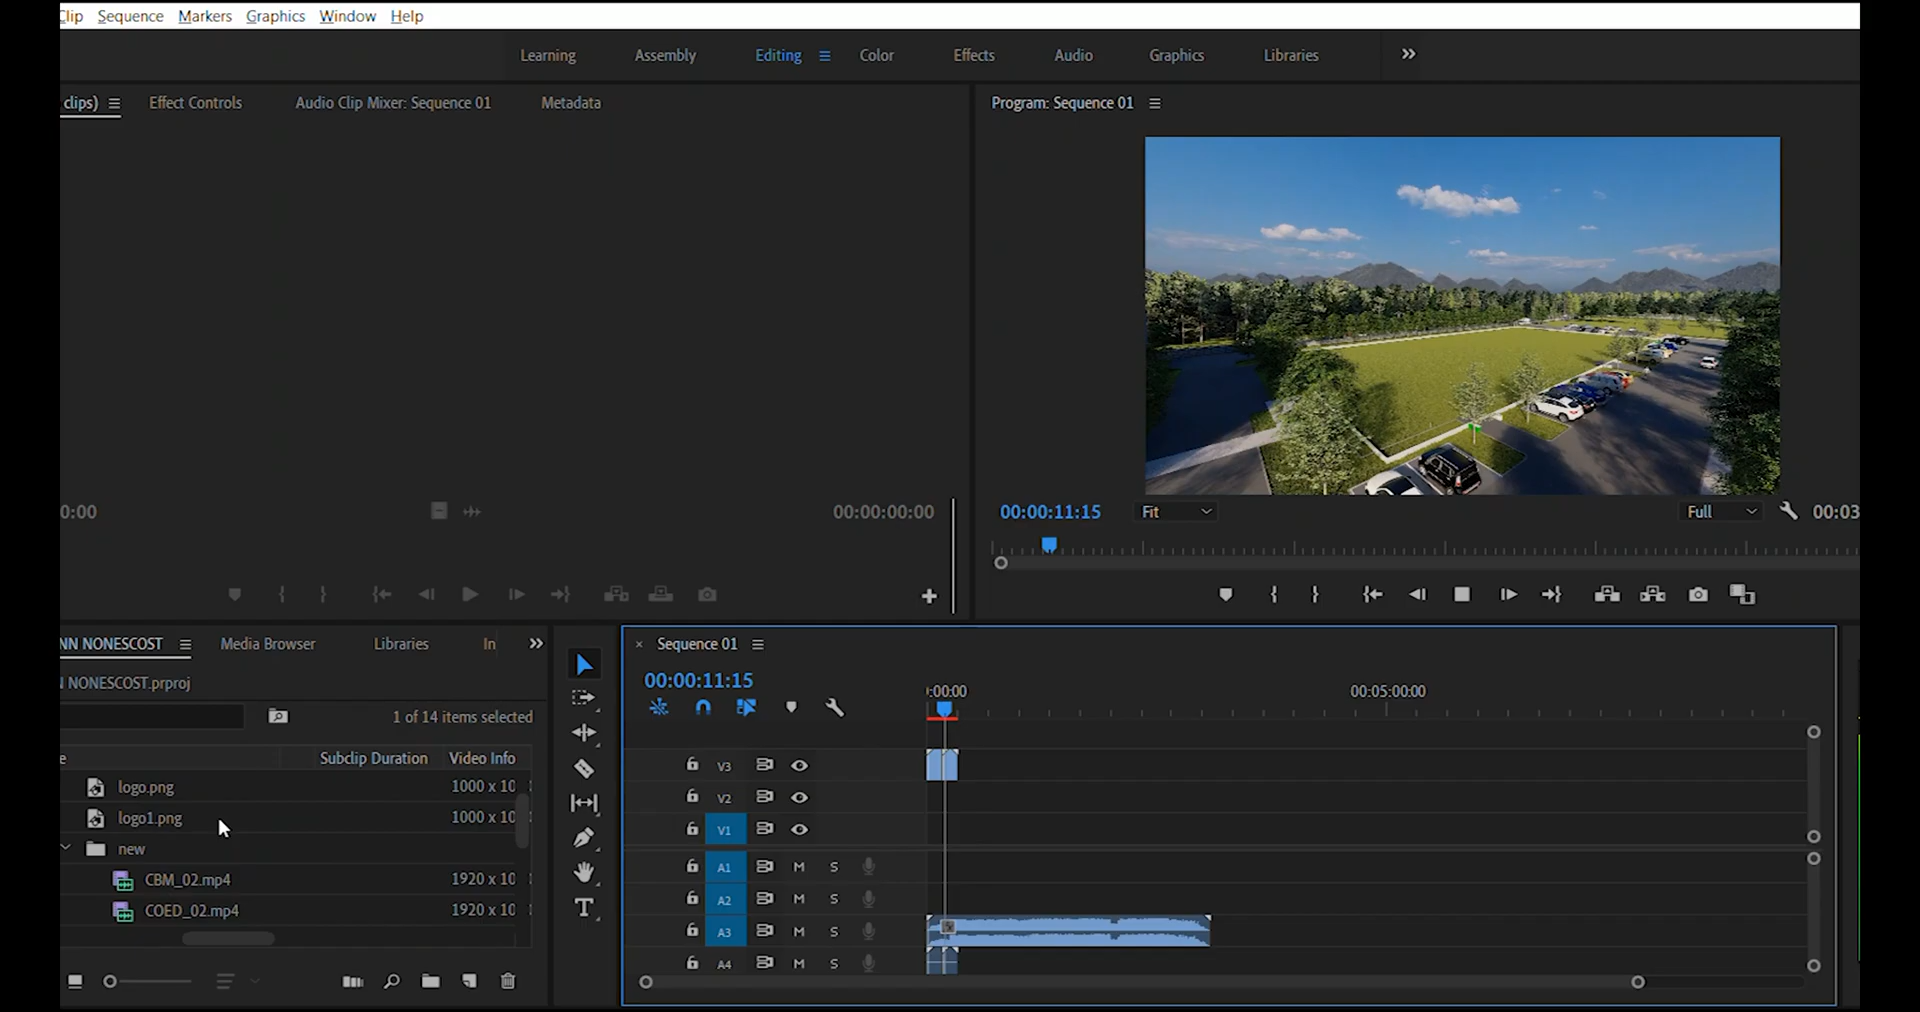 Clip Sequence Markers Graphics Window Help
Learning Assembly Editing Color Effects Audio Graphics Libraries
clips) Effect Controls Audio Clip Mixer: Sequence 01 Metadata
Program: Sequence 01
0:00 00:00:00:00
00:00:11:15 Fit Full 00:03
NN NONESCOST Media Browser Libraries In
NONESCOST.prproj
1 of 14 items selected
Subclip Duration Video Info
logo.png 1000 x 10
logo1.png 1000 x 10
new
CBM_02.mp4 1920 x 10
COED_02.mp4 1920 x 10
× Sequence 01
00:00:11:15
:00:00 00:05:00:00
V3
V2
V1
A1 M S
A2 M S
A3 M S
A4 M S